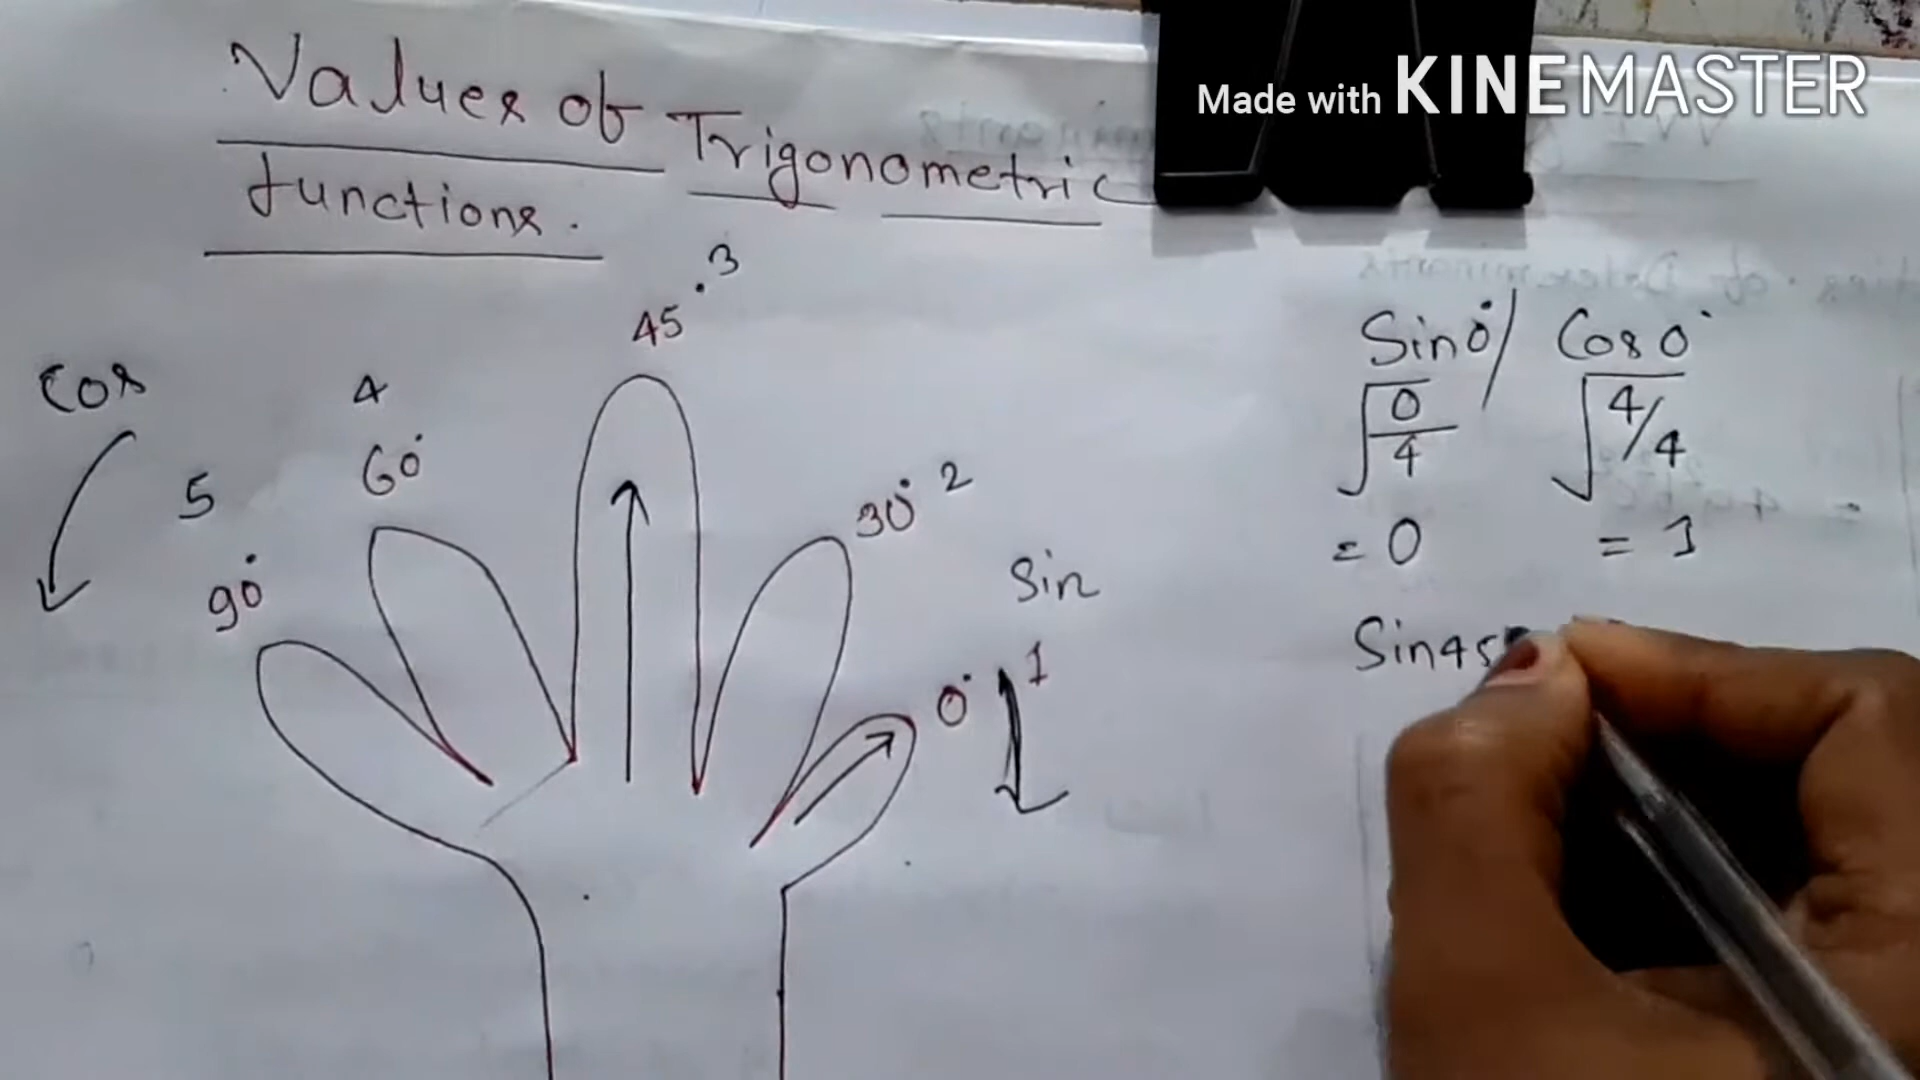 Made with KINEMASTER
Values of Trigonometric
functions.
45° 3
Cos
4
60°
5
90°
30° 2
Sin
0° 1
Sin0° / Cos0°
√0/4 √4/4
= 0 = 1
Sin45